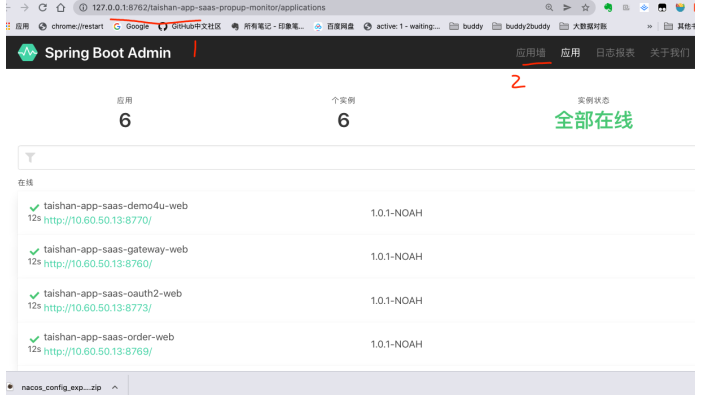 127.0.0.1:8762/taishan-app-saas-propup-monitor/applications
应用 chrome://restart Google GitHub中文社区 所有笔记 - 印象笔... 百度网盘 active: 1 - waiting:... buddy buddy2buddy 大数据对账 » 其他书
Spring Boot Admin 1 应用墙 应用 日志报表 关于我们
2
应用 个实例 实例状态
6 6 全部在线
在线
taishan-app-saas-demo4u-web
12s http://10.60.50.13:8770/ 1.0.1-NOAH
taishan-app-saas-gateway-web
12s http://10.60.50.13:8760/ 1.0.1-NOAH
taishan-app-saas-oauth2-web
12s http://10.60.50.13:8773/ 1.0.1-NOAH
taishan-app-saas-order-web
12s http://10.60.50.13:8769/ 1.0.1-NOAH
nacos_config_exp....zip